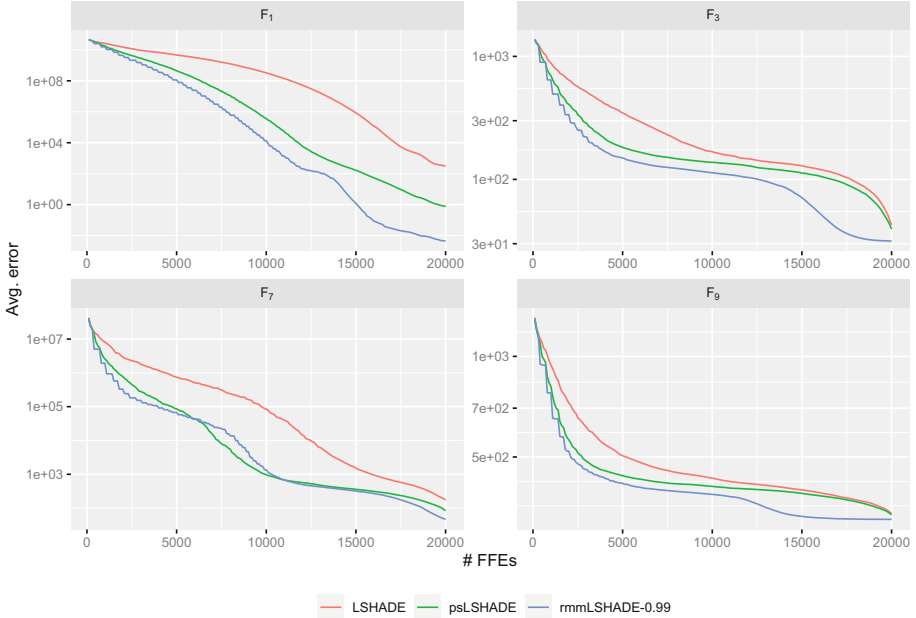 F₁
F₃
Avg. error
1e+08
1e+04
1e+00
0 5000 10000 15000 20000
1e+03
3e+02
1e+02
3e+01
0 5000 10000 15000 20000
F₇
F₉
1e+07
1e+05
1e+03
0 5000 10000 15000 20000
1e+03
7e+02
5e+02
0 5000 10000 15000 20000
# FFEs
LSHADE psLSHADE rmmLSHADE-0.99